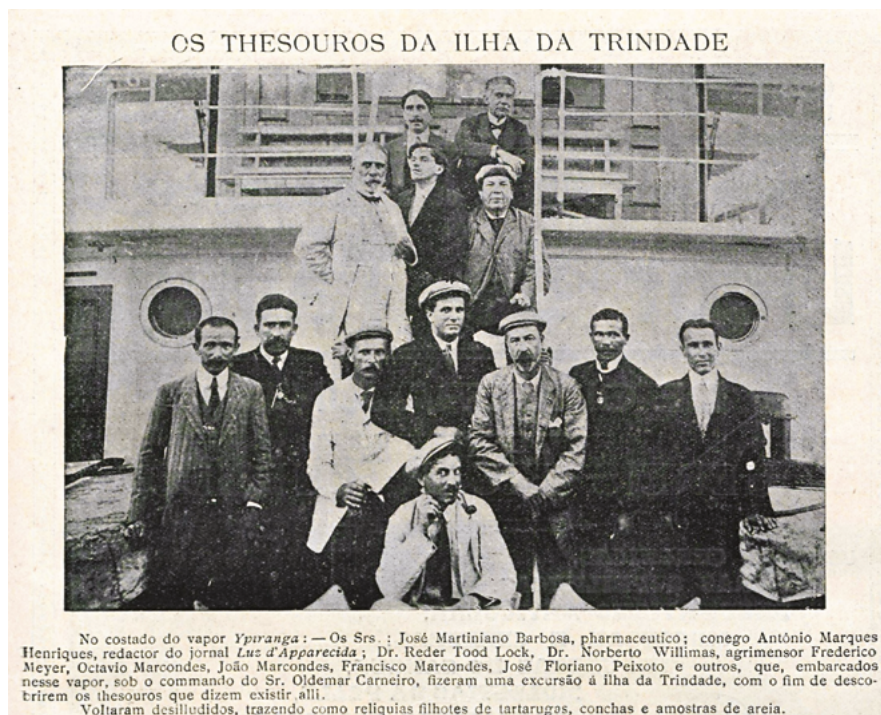 OS THESOUROS DA ILHA DA TRINDADE
No costado do vapor Ypiranga : — Os Srs. : José Martiniano Barbosa, pharmaceutico; conego Antônio Marques
Henriques, redactor do jornal Luz d'Apparecida ; Dr. Reder Tood Lock, Dr. Norberto Willimas, agrimensor Frederico
Meyer, Octavio Marcondes, João Marcondes, Francisco Marcondes, José Floriano Peixoto e outros, que, embarcados
nesse vapor, sob o commando do Sr. Oldemar Carneiro, fizeram uma excursão á ilha da Trindade, com o fim de desco-
brirem os thesouros que dizem existir alli.
Voltaram desilludidos, trazendo como reliquias filhotes de tartarugas, conchas e amostras de areia.